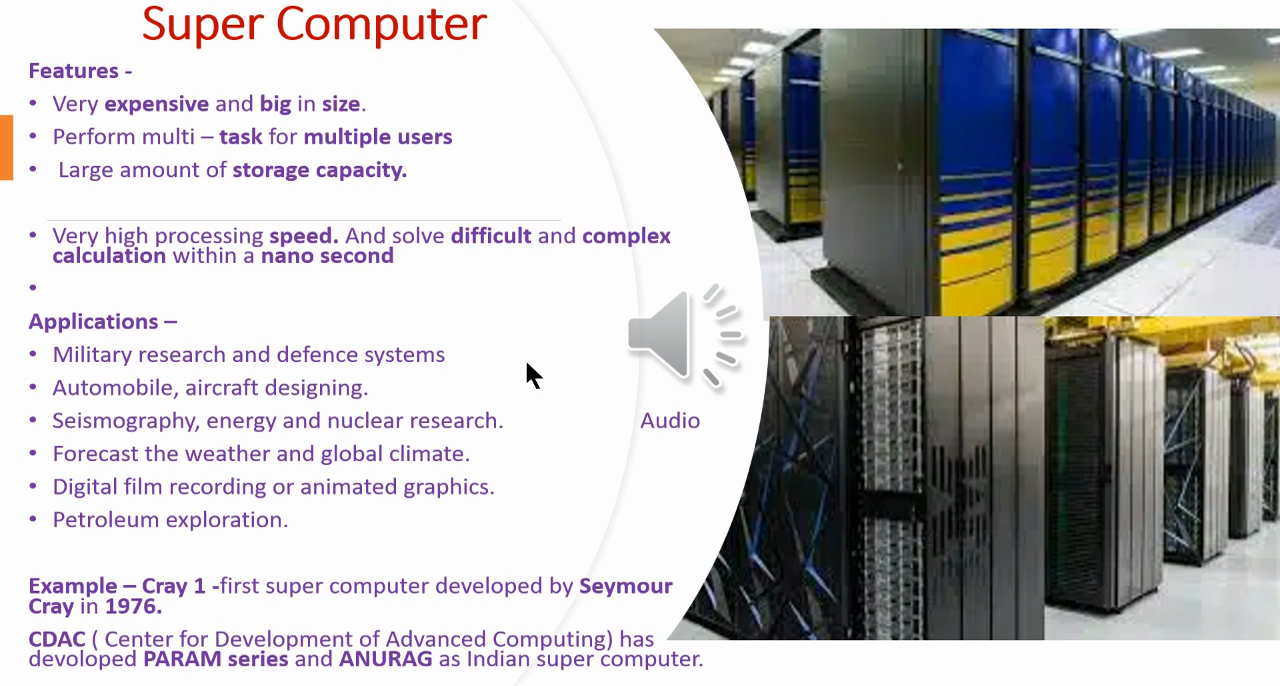 Super Computer
Features -
• Very expensive and big in size.
• Perform multi – task for multiple users
• Large amount of storage capacity.
• Very high processing speed. And solve difficult and complex
calculation within a nano second
•
Applications –
• Military research and defence systems
• Automobile, aircraft designing.
• Seismography, energy and nuclear research.
Audio
• Forecast the weather and global climate.
• Digital film recording or animated graphics.
• Petroleum exploration.
Example – Cray 1 -first super computer developed by Seymour
Cray in 1976.
CDAC ( Center for Development of Advanced Computing) has
devoloped PARAM series and ANURAG as Indian super computer.